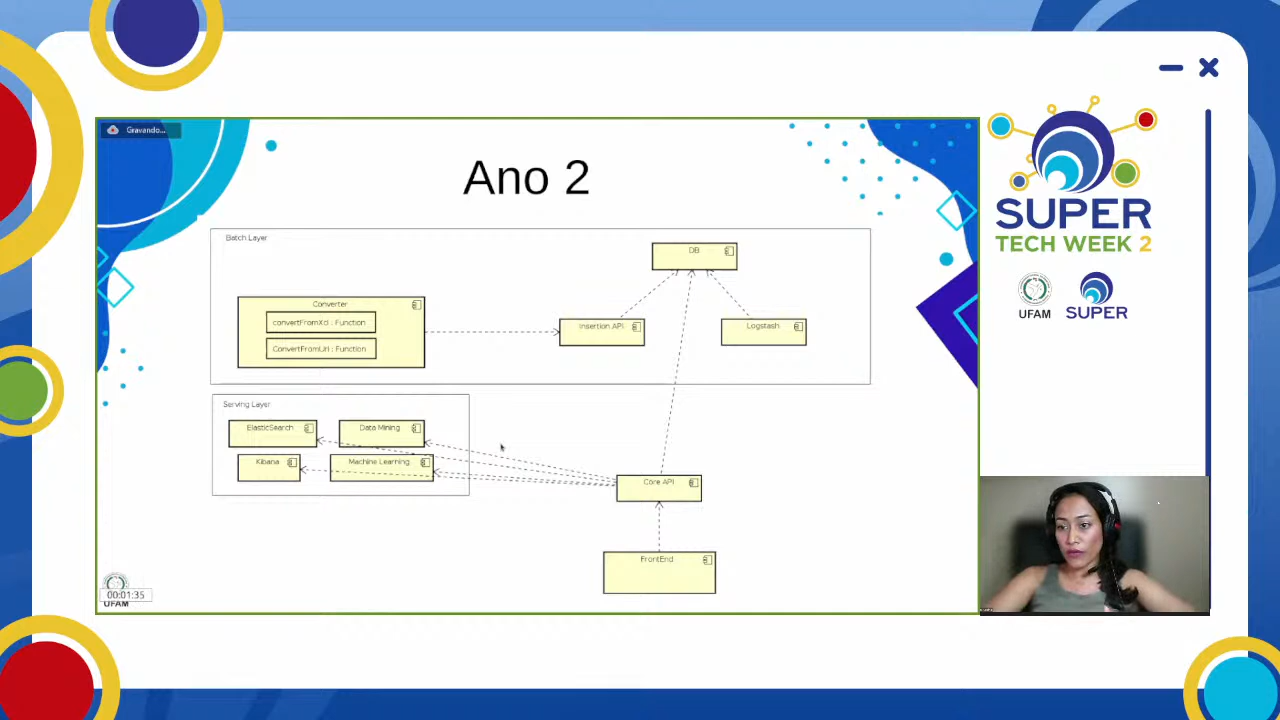 Gravando...
Ano 2
Batch Layer
DB
Converter
convertFromXcl : Function
ConvertFromUrl : Function
Insertion API
Logstash
Serving Layer
ElasticSearch
Data Mining
Kibana
Machine Learning
Core API
FrontEnd
00:01:35
UFAM
SUPER
TECH WEEK 2
UFAM
SUPER